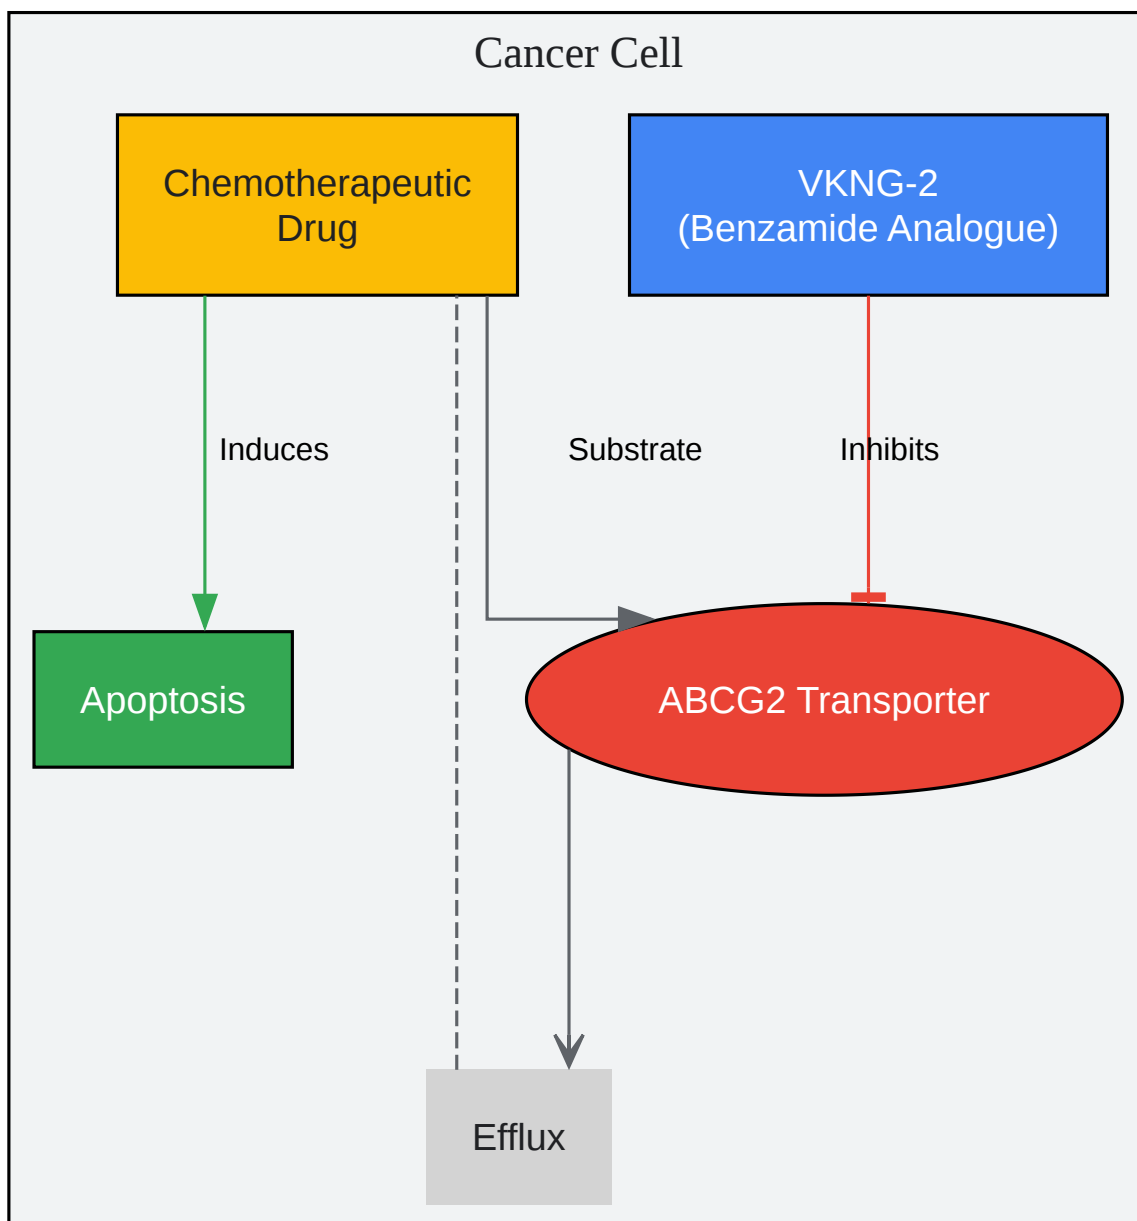 Cancer Cell
Chemotherapeutic
Drug
VKNG-2
(Benzamide Analogue)
Induces
Substrate
Inhibits
Apoptosis
ABCG2 Transporter
Efflux